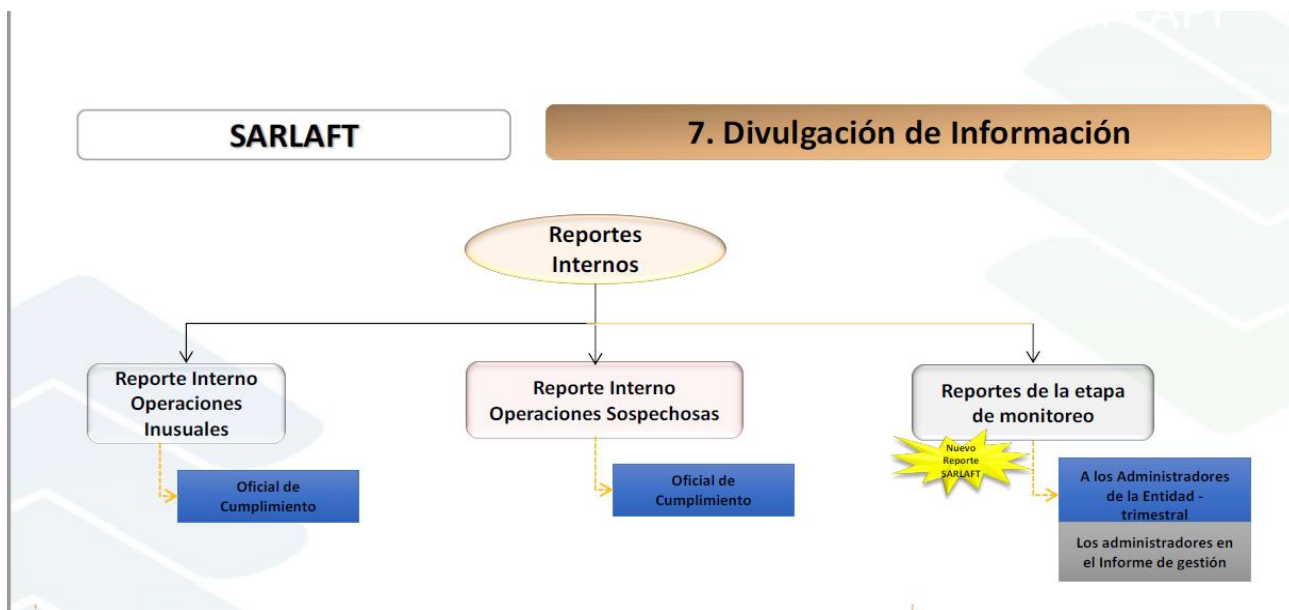 SARLAFT
7. Divulgación de Información
Reportes
Internos
Reporte Interno
Operaciones
Inusuales
Reporte Interno
Operaciones Sospechosas
Reportes de la etapa
de monitoreo
Nuevo
Reporte
SARLAFT
Oficial de
Cumplimiento
Oficial de
Cumplimiento
A los Administradores
de la Entidad -
trimestral
Los administradores en
el Informe de gestión